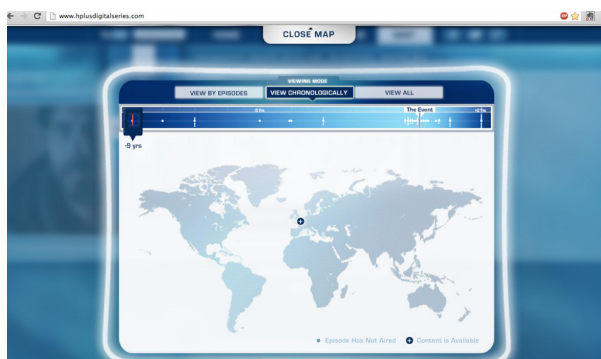 www.hplusdigitalseries.com
CLOSE MAP
VIEWING MODE
VIEW BY EPISODES
VIEW CHRONOLOGICALLY
VIEW ALL
The Event
-9 yrs
Episode Has Not Aired
Content is Available